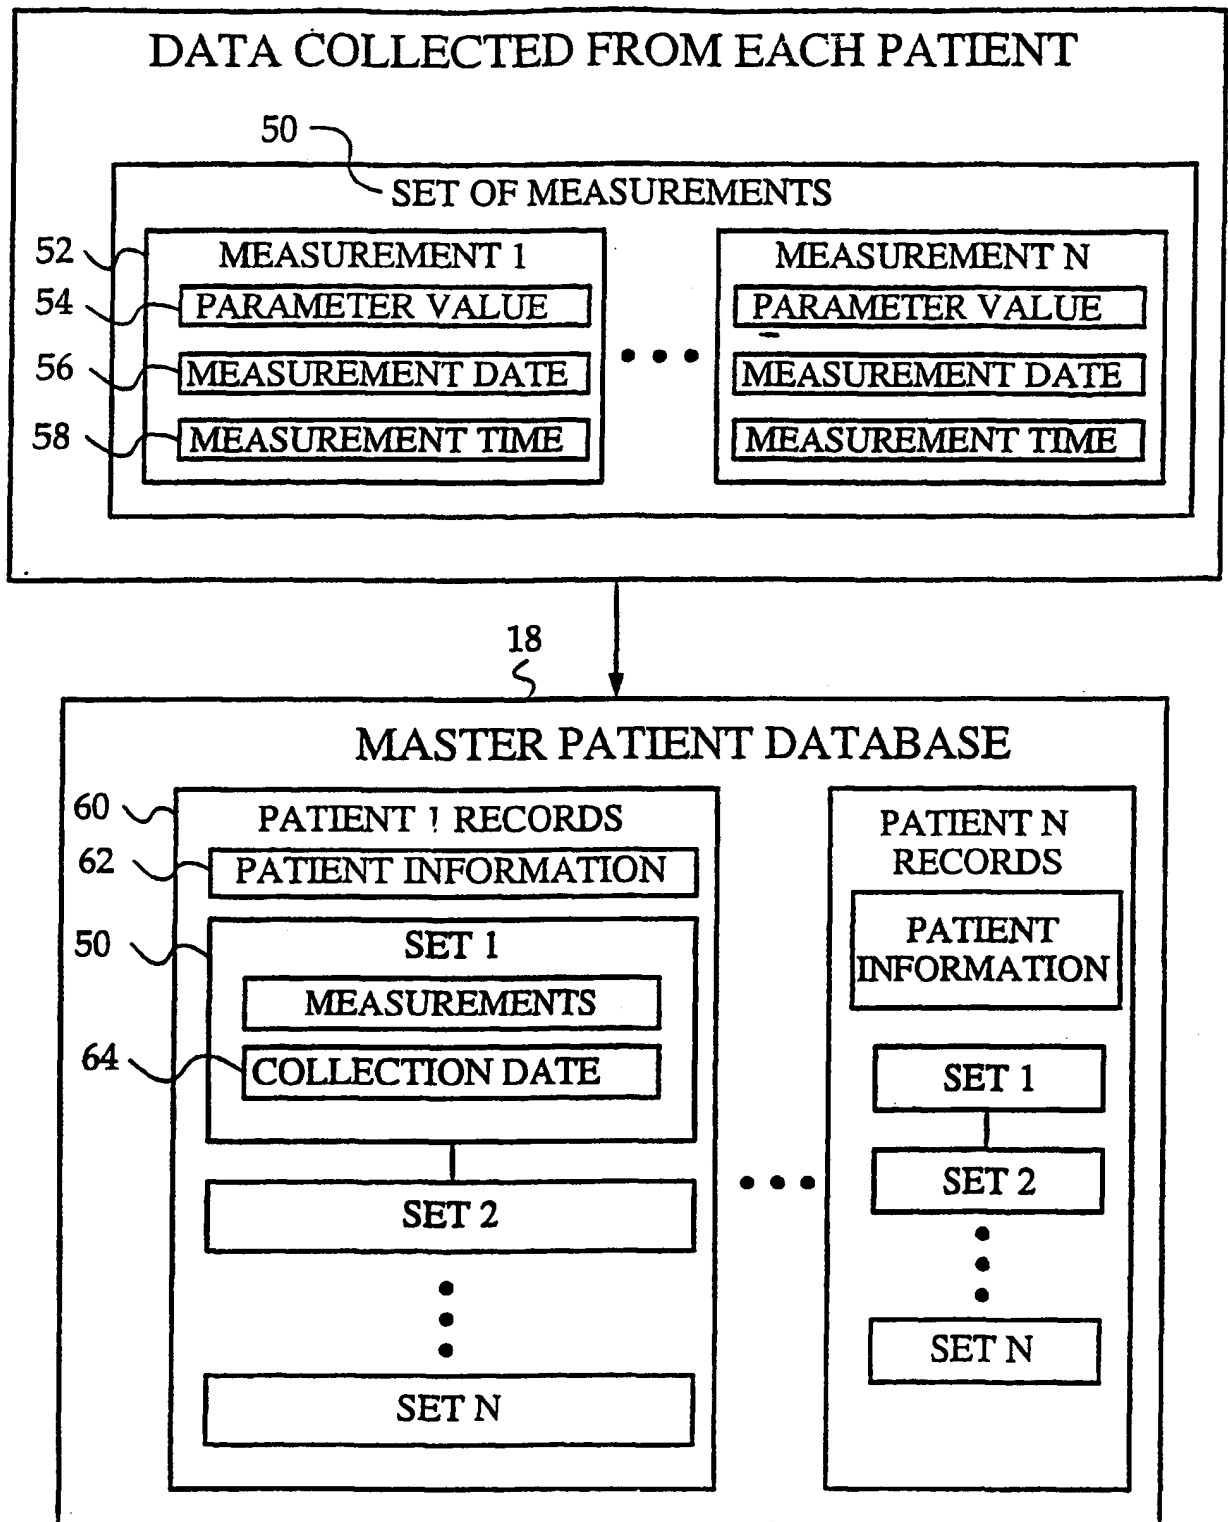 DATA COLLECTED FROM EACH PATIENT
50
SET OF MEASUREMENTS
52
MEASUREMENT 1
54
PARAMETER VALUE
56
MEASUREMENT DATE
58
MEASUREMENT TIME
MEASUREMENT N
PARAMETER VALUE
MEASUREMENT DATE
MEASUREMENT TIME
18
MASTER PATIENT DATABASE
60
PATIENT 1 RECORDS
62
PATIENT INFORMATION
50
SET 1
MEASUREMENTS
64
COLLECTION DATE
SET 2
SET N
PATIENT N
RECORDS
PATIENT
INFORMATION
SET 1
SET 2
SET N